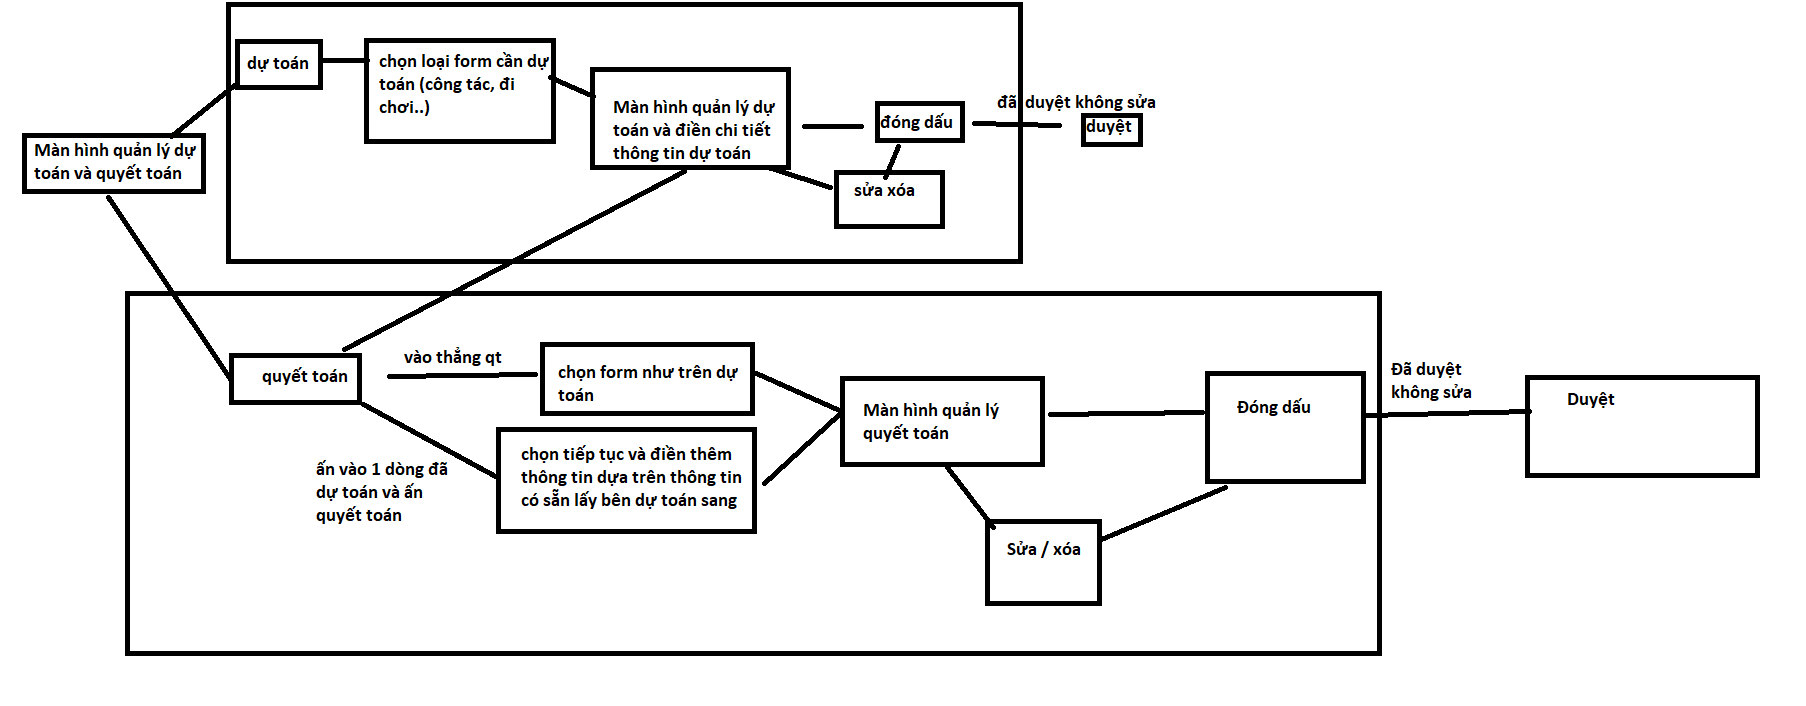 dự toán
chọn loại form cần dự
toán (công tác, đi
chơi..)
Màn hình quản lý dự
toán và điền chi tiết
thông tin dự toán
đóng dấu
đã duyệt không sửa
duyệt
Màn hình quản lý dự
toán và quyết toán
sửa xóa
quyết toán
vào thẳng qt
chọn form như trên dự
toán
Màn hình quản lý
quyết toán
Đóng dấu
Đã duyệt
không sửa
Duyệt
ấn vào 1 dòng đã
dự toán và ấn
quyết toán
chọn tiếp tục và điền thêm
thông tin dựa trên thông tin
có sẵn lấy bên dự toán sang
Sửa / xóa